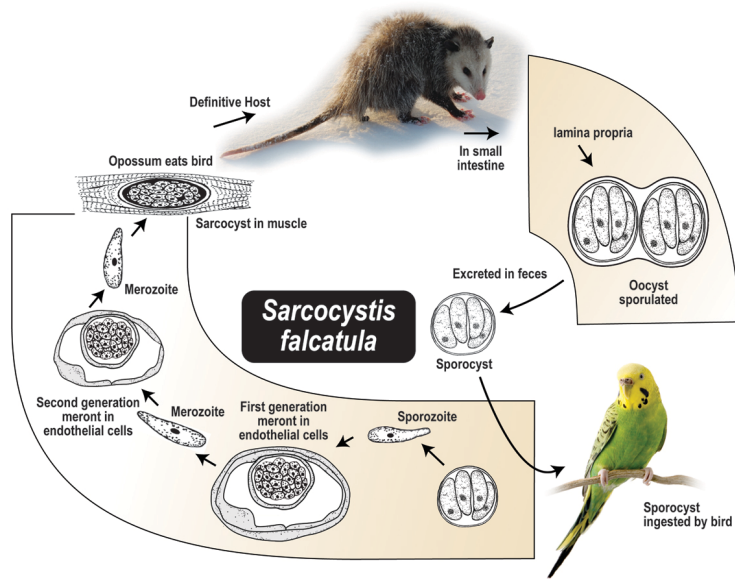 Definitive Host
In small
intestine
lamina propria
Oocyst
sporulated
Opossum eats bird
Sarcocyst in muscle
Merozoite
Excreted in feces
Sarcocystis
falcatula
Sporocyst
Second generation
meront in
endothelial cells
Merozoite
First generation
meront in
endothelial cells
Sporozoite
Sporocyst
ingested by bird